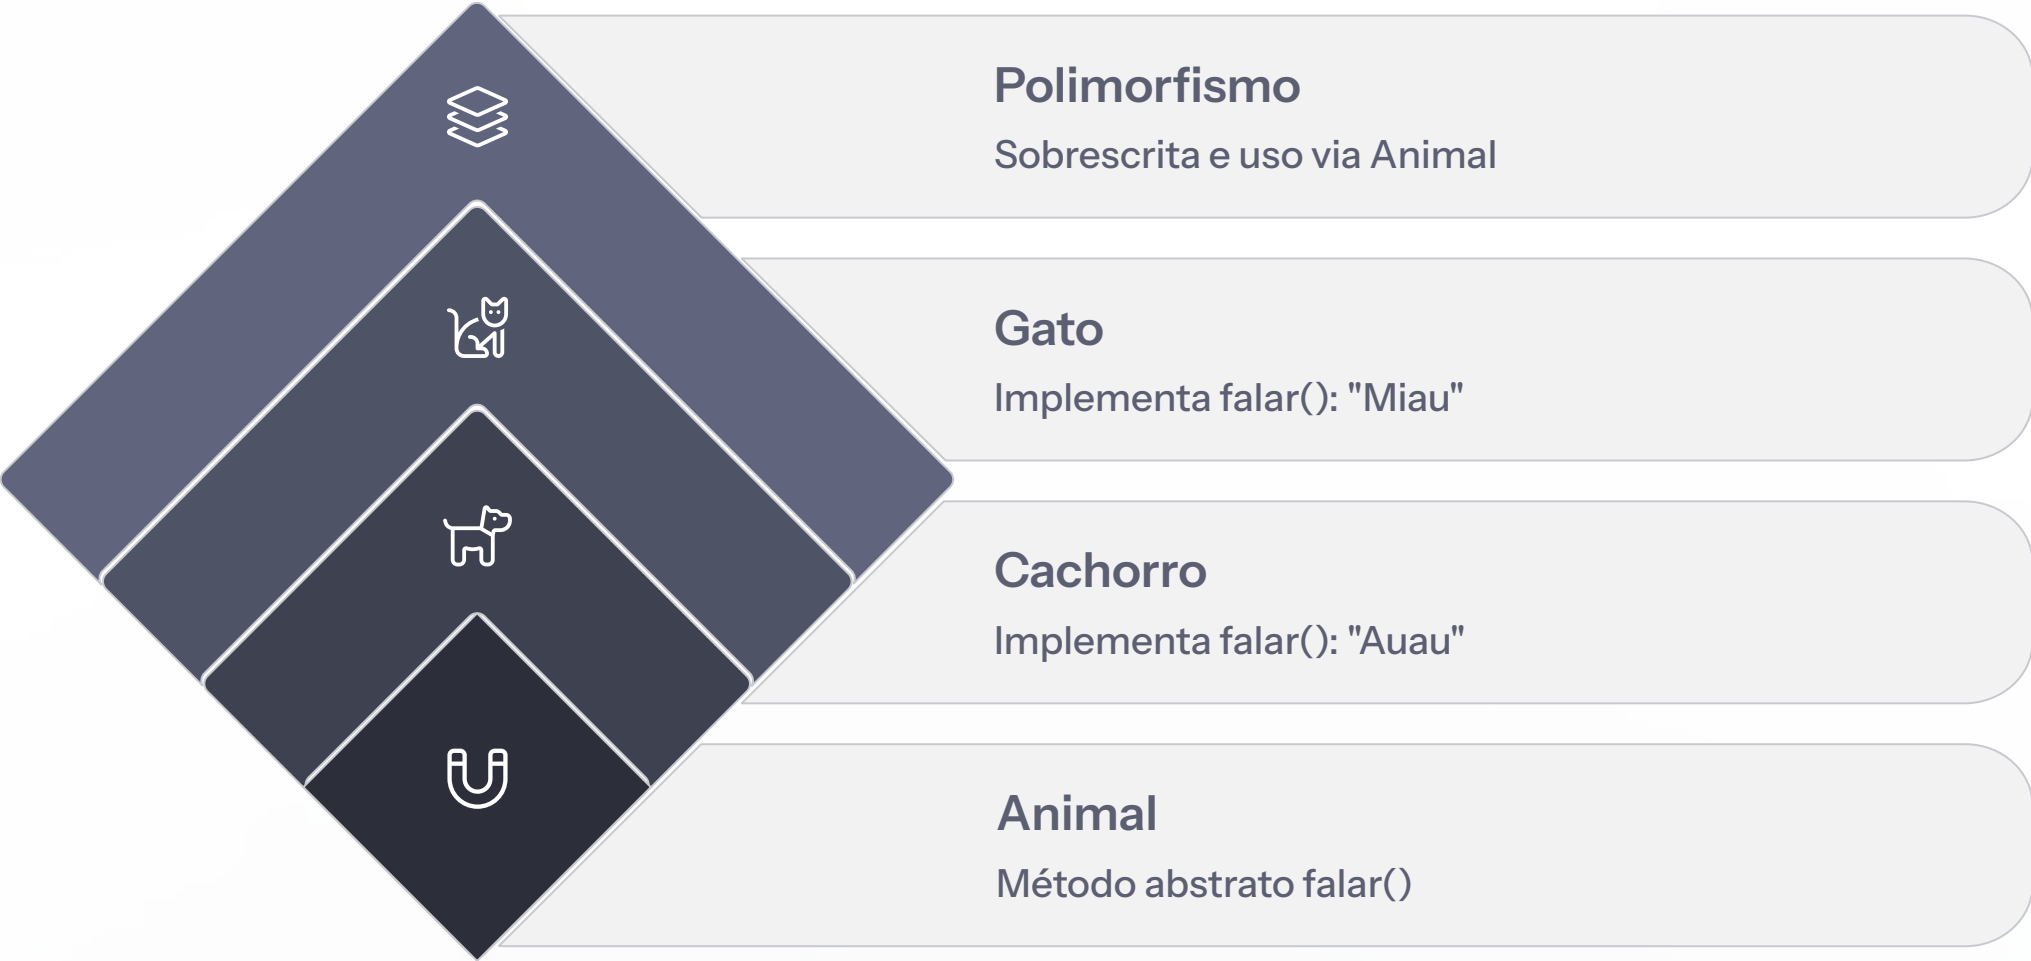 Polimorfismo
Sobrescrita e uso via Animal
Gato
Implementa falar(): "Miau"
Cachorro
Implementa falar(): "Auau"
Animal
Método abstrato falar()